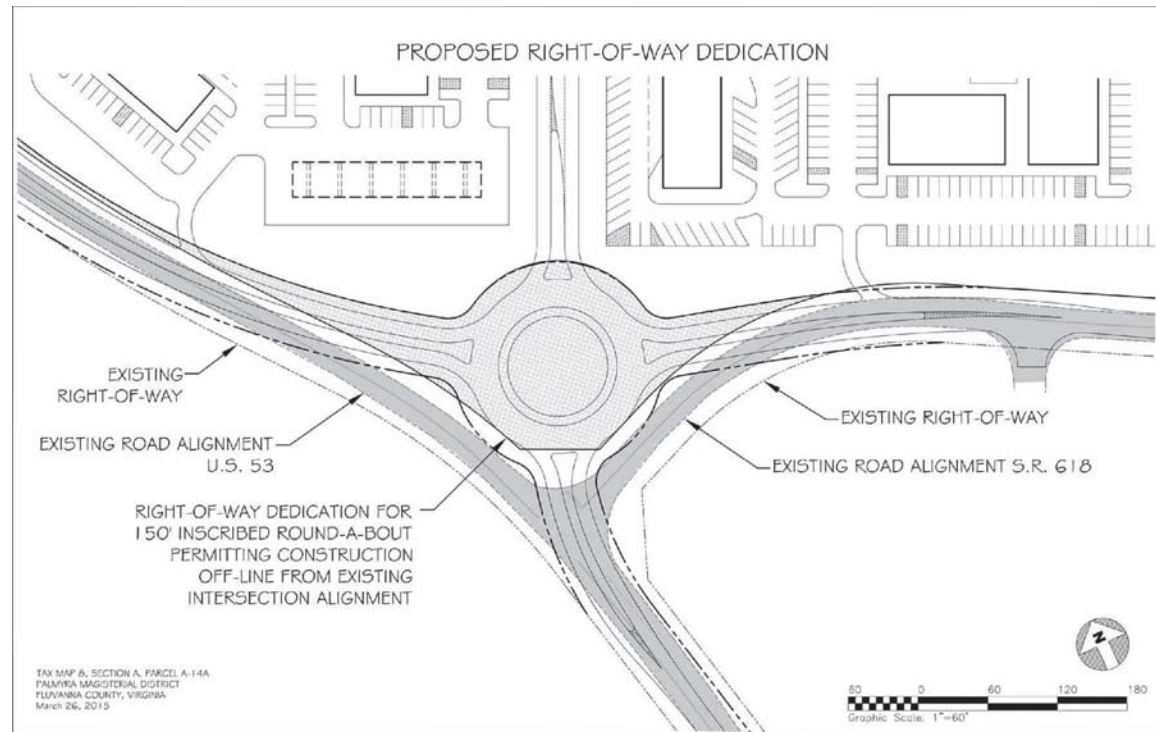 PROPOSED RIGHT-OF-WAY DEDICATION
EXISTING
RIGHT-OF-WAY
EXISTING ROAD ALIGNMENT
U.S. 53
RIGHT-OF-WAY DEDICATION FOR
150' INSCRIBED ROUND-A-BOUT
PERMITTING CONSTRUCTION
OFF-LINE FROM EXISTING
INTERSECTION ALIGNMENT
EXISTING RIGHT-OF-WAY
EXISTING ROAD ALIGNMENT S.R. 618
TAX MAP 8, SECTION A, PARCEL A-14A
PALMYRA MAGISTERIAL DISTRICT
FLUVANNA COUNTY, VIRGINIA
March 26, 2015
N
60 0 60 120 180
Graphic Scale: 1"=60'